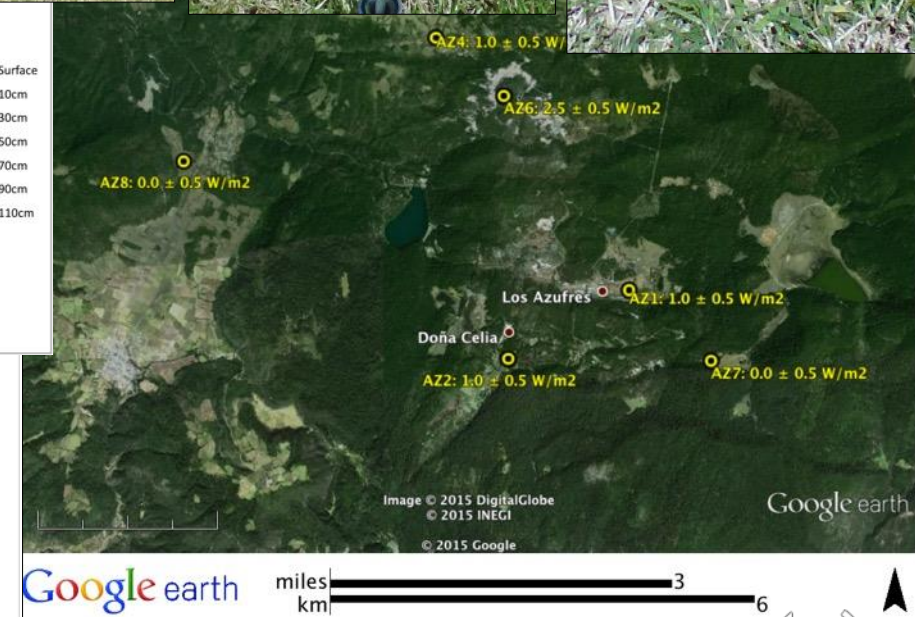 Surface
10cm
30cm
50cm
70cm
90cm
110cm
AZ4: 1.0 ± 0.5 W/
AZ6: 2.5 ± 0.5 W/m2
AZ8: 0.0 ± 0.5 W/m2
Los Azufres
AZ1: 1.0 ± 0.5 W/m2
Doña Celia
AZ2: 1.0 ± 0.5 W/m2
AZ7: 0.0 ± 0.5 W/m2
Image © 2015 DigitalGlobe
© 2015 INEGI
© 2015 Google
Google earth
Google earth
miles 3
km 6